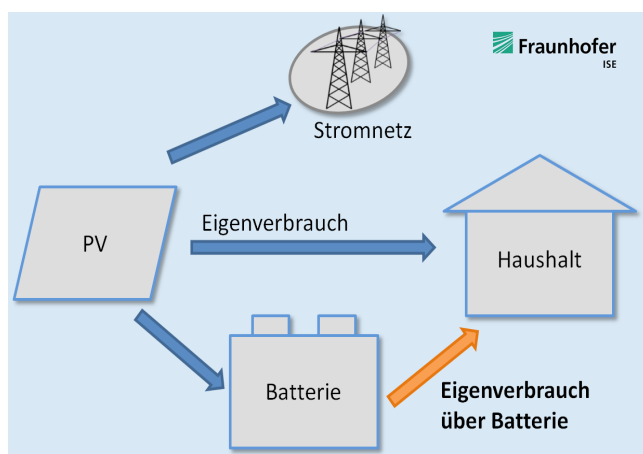 Fraunhofer
ISE
Stromnetz
Eigenverbrauch
PV
Haushalt
Batterie
Eigenverbrauch
über Batterie